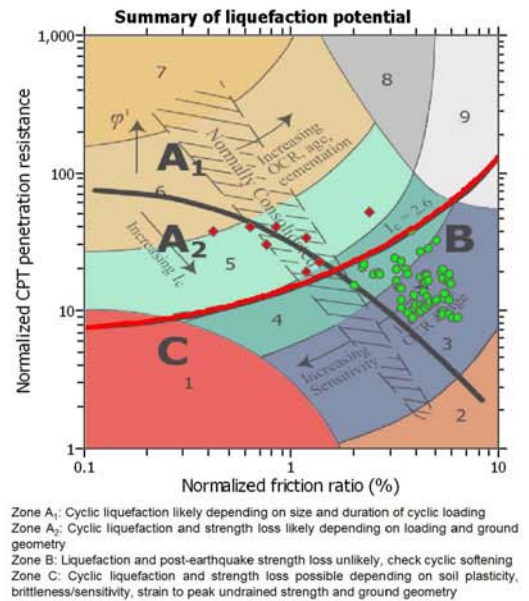 Summary of liquefaction potential
1,000
7
8
9
φ'
Increasing
OCR, age,
cementation
Normally Consolidated
A1
100
6
A2
Increasing Ic
5
Ic = 2.6
B
10
4
C
3
Increasing
Sensitivity
1
2
1
0.1
1
10
Normalized CPT penetration resistance
Normalized friction ratio (%)
Zone A1: Cyclic liquefaction likely depending on size and duration of cyclic loading
Zone A2: Cyclic liquefaction and strength loss likely depending on loading and ground
geometry
Zone B: Liquefaction and post-earthquake strength loss unlikely, check cyclic softening
Zone C: Cyclic liquefaction and strength loss possible depending on soil plasticity,
brittleness/sensitivity, strain to peak undrained strength and ground geometry